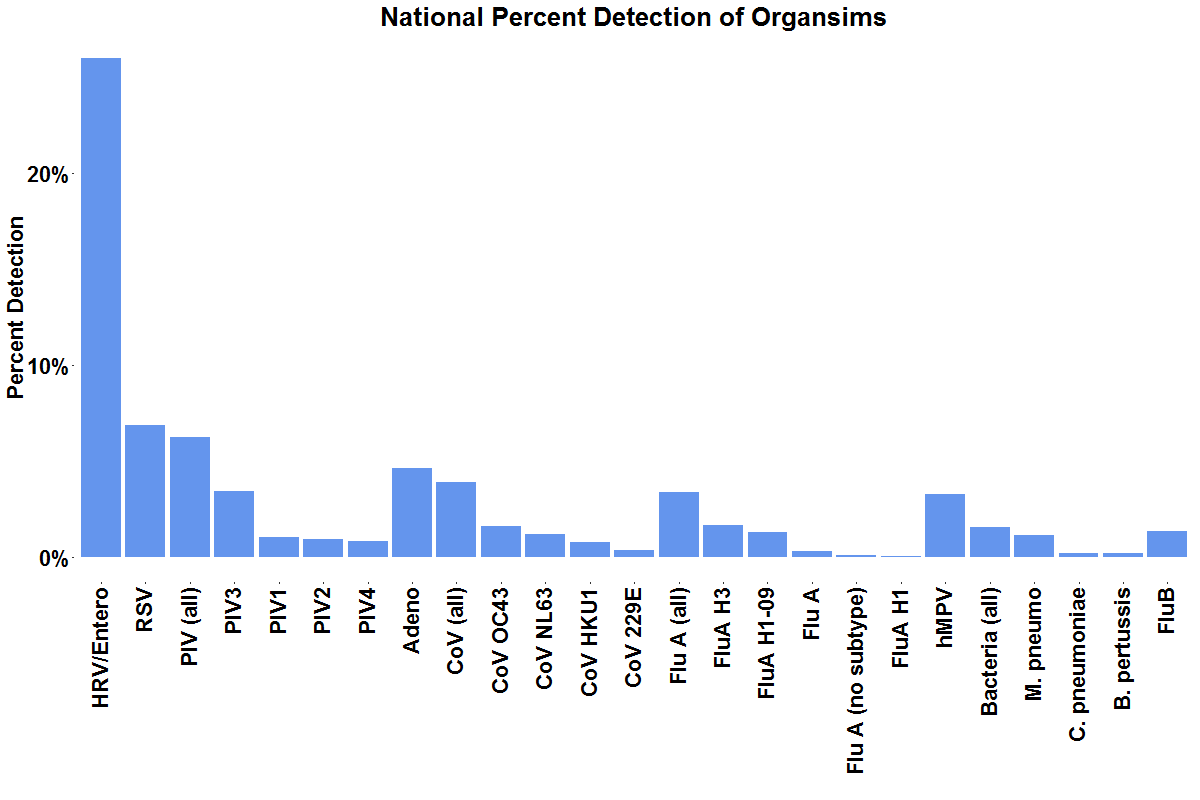 National Percent Detection of Organsims
Percent Detection
20%
10%
0%
HRV/Entero
RSV
PIV (all)
PIV3
PIV1
PIV2
PIV4
Adeno
CoV (all)
CoV OC43
CoV NL63
CoV HKU1
CoV 229E
Flu A (all)
FluA H3
FluA H1-09
Flu A
Flu A (no subtype)
FluA H1
hMPV
Bacteria (all)
M. pneumo
C. pneumoniae
B. pertussis
FluB